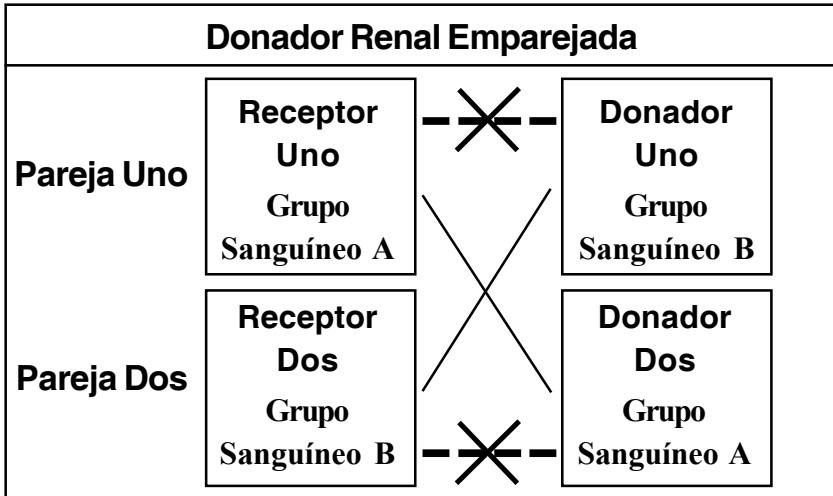 Donador Renal Emparejada
Pareja Uno
Receptor
Uno
Grupo
Sanguíneo A
Donador
Uno
Grupo
Sanguíneo B
Pareja Dos
Receptor
Dos
Grupo
Sanguíneo B
Donador
Dos
Grupo
Sanguíneo A